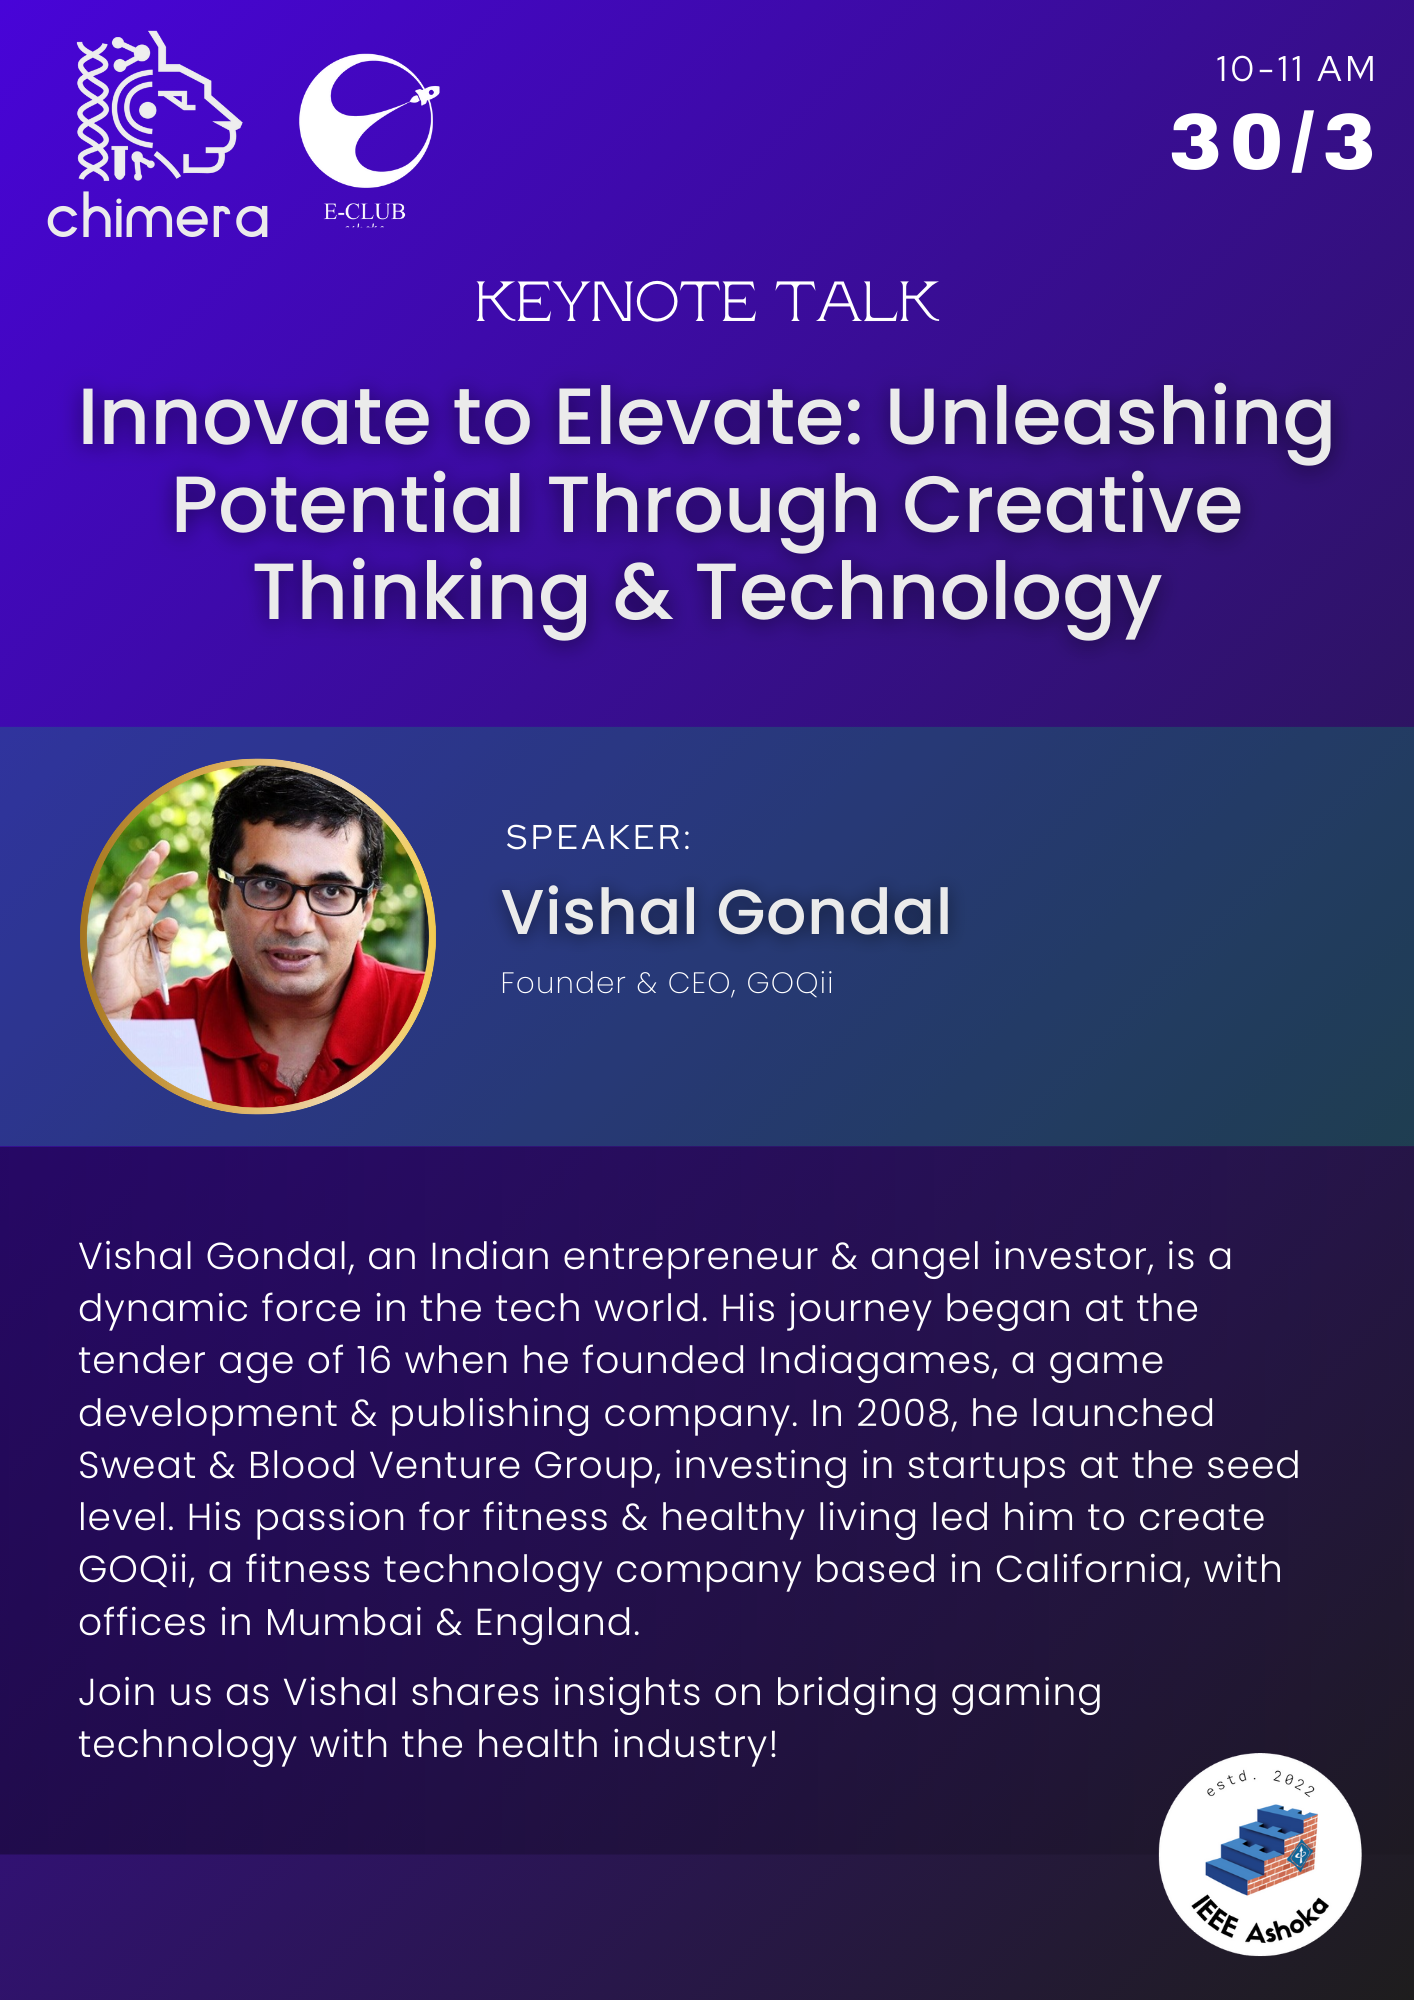 chimera
E-CLUB
10-11 AM
30/3
KEYNOTE TALK
Innovate to Elevate: Unleashing
Potential Through Creative
Thinking & Technology
SPEAKER:
Vishal Gondal
Founder & CEO, GOQii
Vishal Gondal, an Indian entrepreneur & angel investor, is a
dynamic force in the tech world. His journey began at the
tender age of 16 when he founded Indiagames, a game
development & publishing company. In 2008, he launched
Sweat & Blood Venture Group, investing in startups at the seed
level. His passion for fitness & healthy living led him to create
GOQii, a fitness technology company based in California, with
offices in Mumbai & England.
Join us as Vishal shares insights on bridging gaming
technology with the health industry!
estd. 2022
IEEE Ashoka